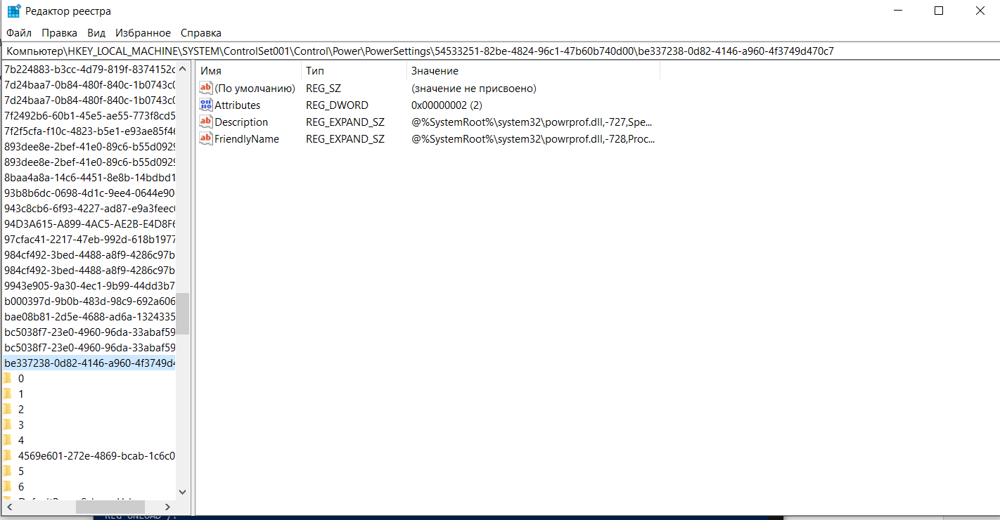 Редактор реестра
Файл Правка Вид Избранное Справка
Компьютер\HKEY_LOCAL_MACHINE\SYSTEM\ControlSet001\Control\Power\PowerSettings\54533251-82be-4824-96c1-47b60b740d00\be337238-0d82-4146-a960-4f3749d470c7
7b224883-b3cc-4d79-819f-8374152c
7d24baa7-0b84-480f-840c-1b0743c0
7d24baa7-0b84-480f-840c-1b0743c0
7f2492b6-60b1-45e5-ae55-773f8cd5
7f2f5cfa-f10c-4823-b5e1-e93ae85f46
893dee8e-2bef-41e0-89c6-b55d0929
893dee8e-2bef-41e0-89c6-b55d0929
8baa4a8a-14c6-4451-8e8b-14bdbd1
93b8b6dc-0698-4d1c-9ee4-0644e90
943c8cb6-6f93-4227-ad87-e9a3feec0
94D3A615-A899-4AC5-AE2B-E4D8F6
97cfac41-2217-47eb-992d-618b1977
984cf492-3bed-4488-a8f9-4286c97b
984cf492-3bed-4488-a8f9-4286c97b
9943e905-9a30-4ec1-9b99-44dd3b7
b000397d-9b0b-483d-98c9-692a606
bae08b81-2d5e-4688-ad6a-1324335
bc5038f7-23e0-4960-96da-33abaf59
bc5038f7-23e0-4960-96da-33abaf59
be337238-0d82-4146-a960-4f3749d4
0
1
2
3
4
4569e601-272e-4869-bcab-1c6c0
5
6
Имя Тип Значение
(По умолчанию) REG_SZ (значение не присвоено)
Attributes REG_DWORD 0x00000002 (2)
Description REG_EXPAND_SZ @%SystemRoot%\system32\powrprof.dll,-727,Spe...
FriendlyName REG_EXPAND_SZ @%SystemRoot%\system32\powrprof.dll,-728,Proc...